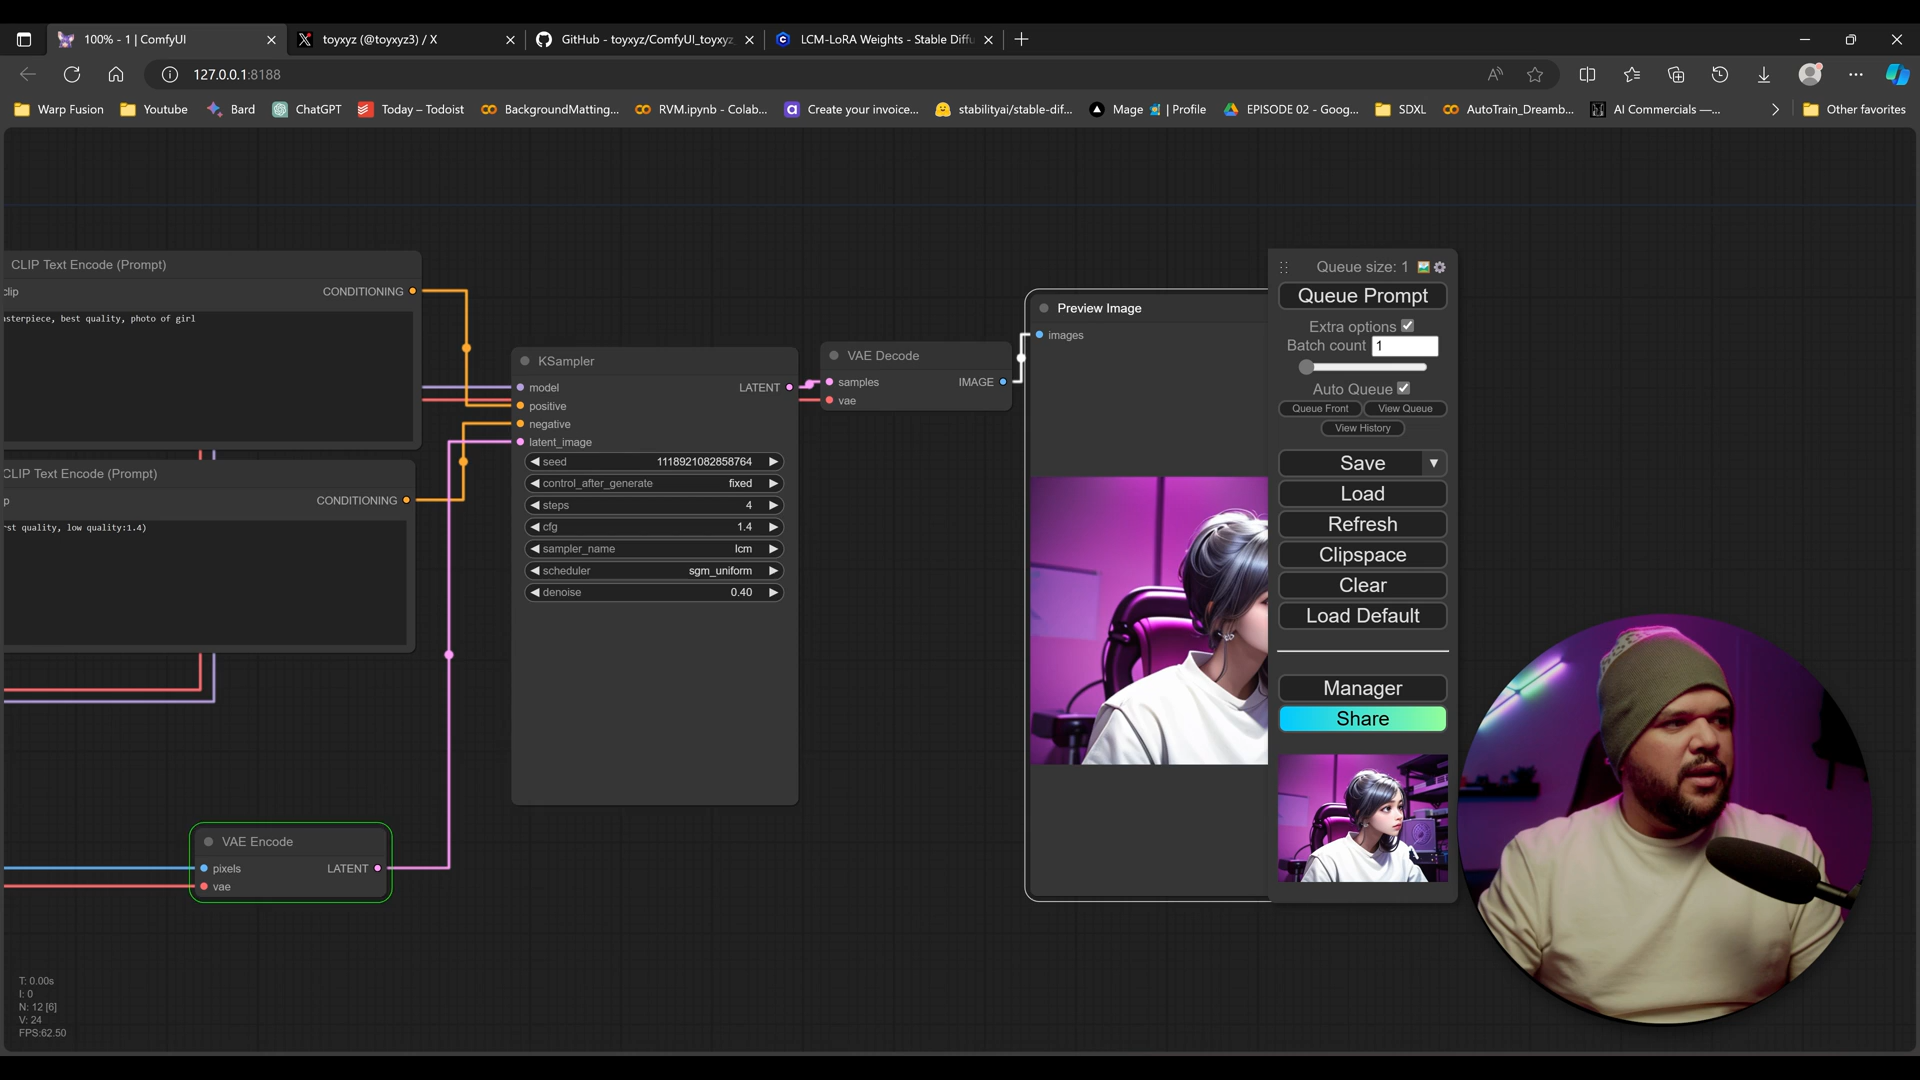 100% - 1 | ComfyUI
toyxyz (@toyxyz3) / X
GitHub - toyxyz/ComfyUI_toyxyz
LCM-LoRA Weights - Stable Diffu
127.0.0.1:8188
Warp Fusion
Youtube
Bard
ChatGPT
Today – Todoist
BackgroundMatting...
RVM.ipynb - Colab...
Create your invoice...
stabilityai/stable-dif...
Mage | Profile
EPISODE 02 - Goog...
SDXL
AutoTrain_Dreamb...
AI Commercials —...
Other favorites
CLIP Text Encode (Prompt)
clip
CONDITIONING
asterpiece, best quality, photo of girl
CLIP Text Encode (Prompt)
p
CONDITIONING
rst quality, low quality:1.4)
KSampler
model
LATENT
positive
negative
latent_image
seed 1118921082858764
control_after_generate fixed
steps 4
cfg 1.4
sampler_name lcm
scheduler sgm_uniform
denoise 0.40
VAE Decode
samples
IMAGE
vae
Preview Image
images
Queue size: 1
Queue Prompt
Extra options
Batch count 1
Auto Queue
Queue Front
View Queue
View History
Save ▼
Load
Refresh
Clipspace
Clear
Load Default
Manager
Share
VAE Encode
pixels
LATENT
vae
T: 0.00s
I: 0
N: 12 [6]
V: 24
FPS:62.50